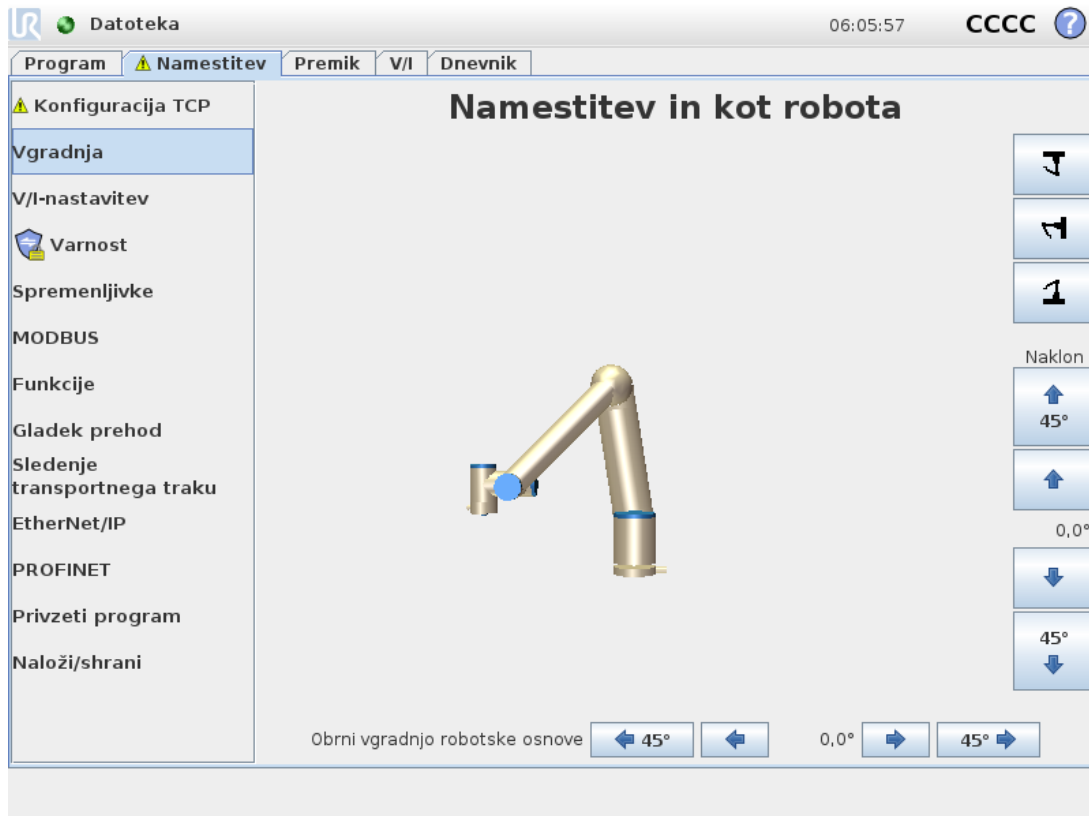 UR Datoteka 06:05:57 CCCC ?
Program Namestitev Premik V/I Dnevnik
Konfiguracija TCP
Vgradnja
V/I-nastavitev
Varnost
Spremenljivke
MODBUS
Funkcije
Gladek prehod
Sledenje
transportnega traku
EtherNet/IP
PROFINET
Privzeti program
Naloži/shrani
Namestitev in kot robota
Naklon
45°
0,0°
45°
Obrni vgradnjo robotske osnove 45° 0,0° 45°